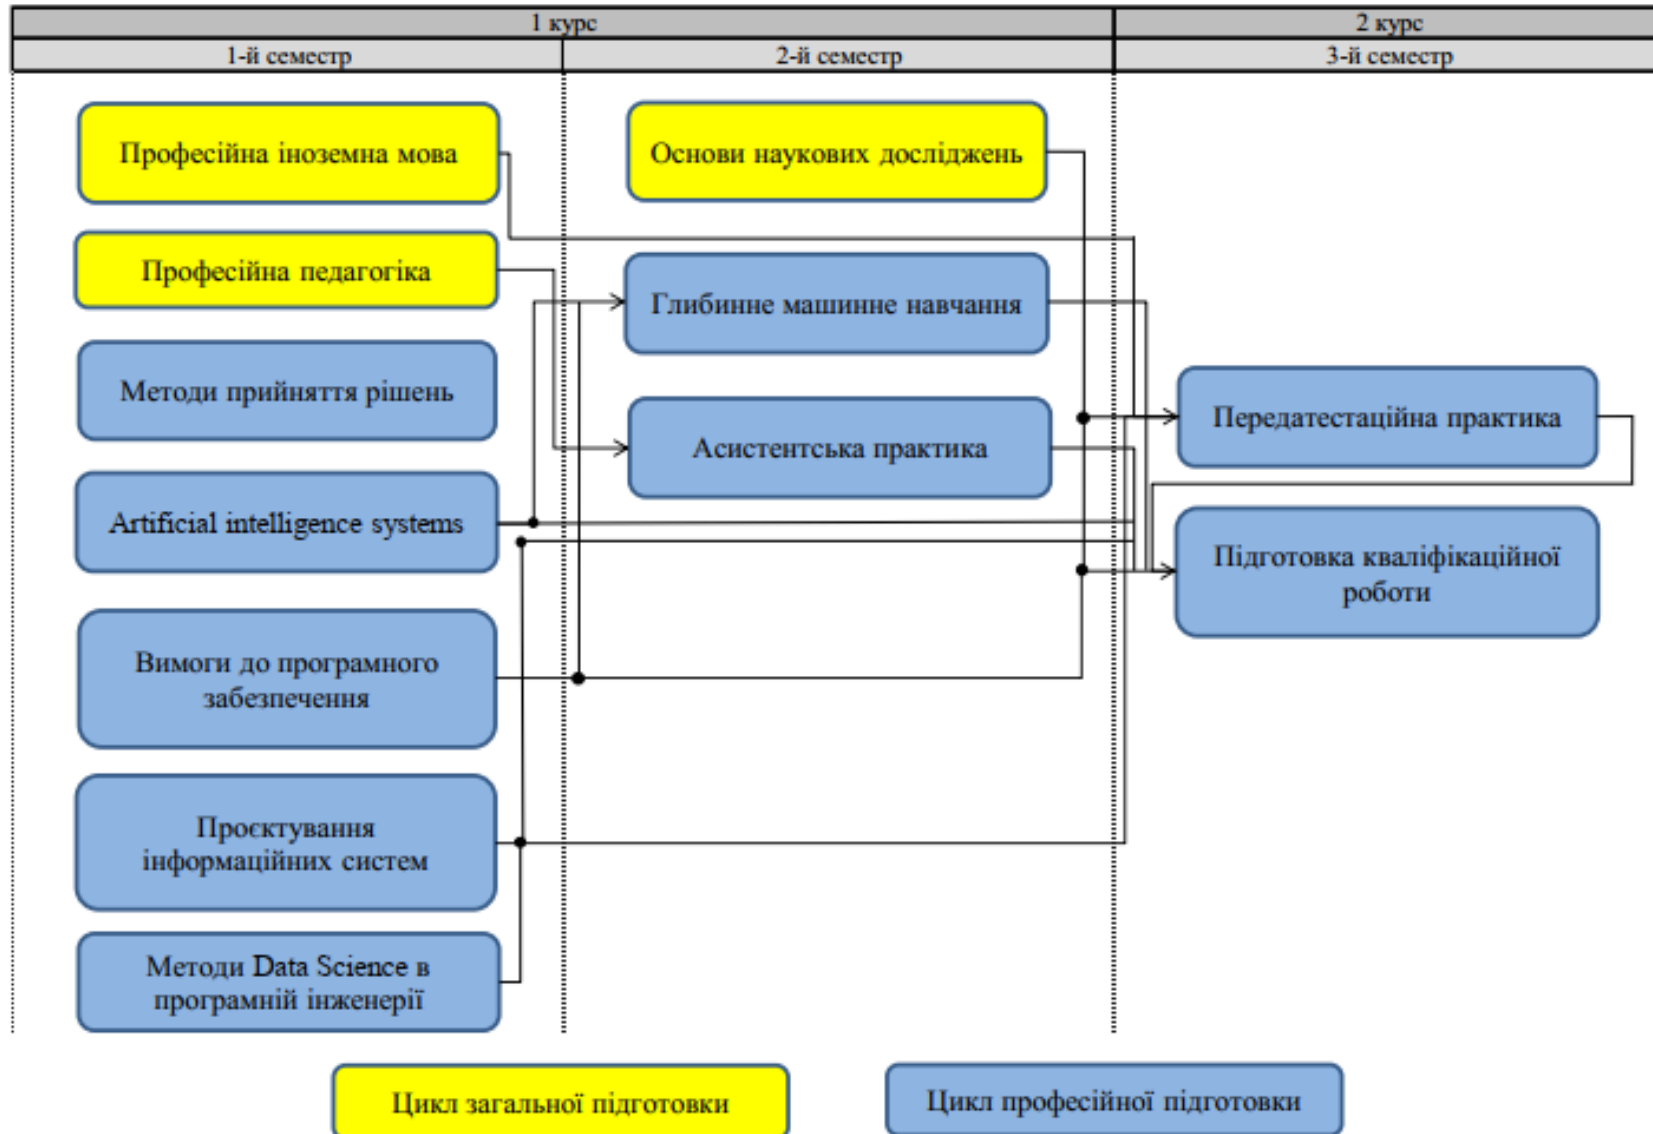 1 курс
2 курс
1-й семестр
2-й семестр
3-й семестр
Професійна іноземна мова
Основи наукових досліджень
Професійна педагогіка
Глибинне машинне навчання
Методи прийняття рішень
Передатестаційна практика
Асистентська практика
Artificial intelligence systems
Підготовка кваліфікаційної
роботи
Вимоги до програмного
забезпечення
Проєктування
інформаційних систем
Методи Data Science в
програмній інженерії
Цикл загальної підготовки
Цикл професійної підготовки